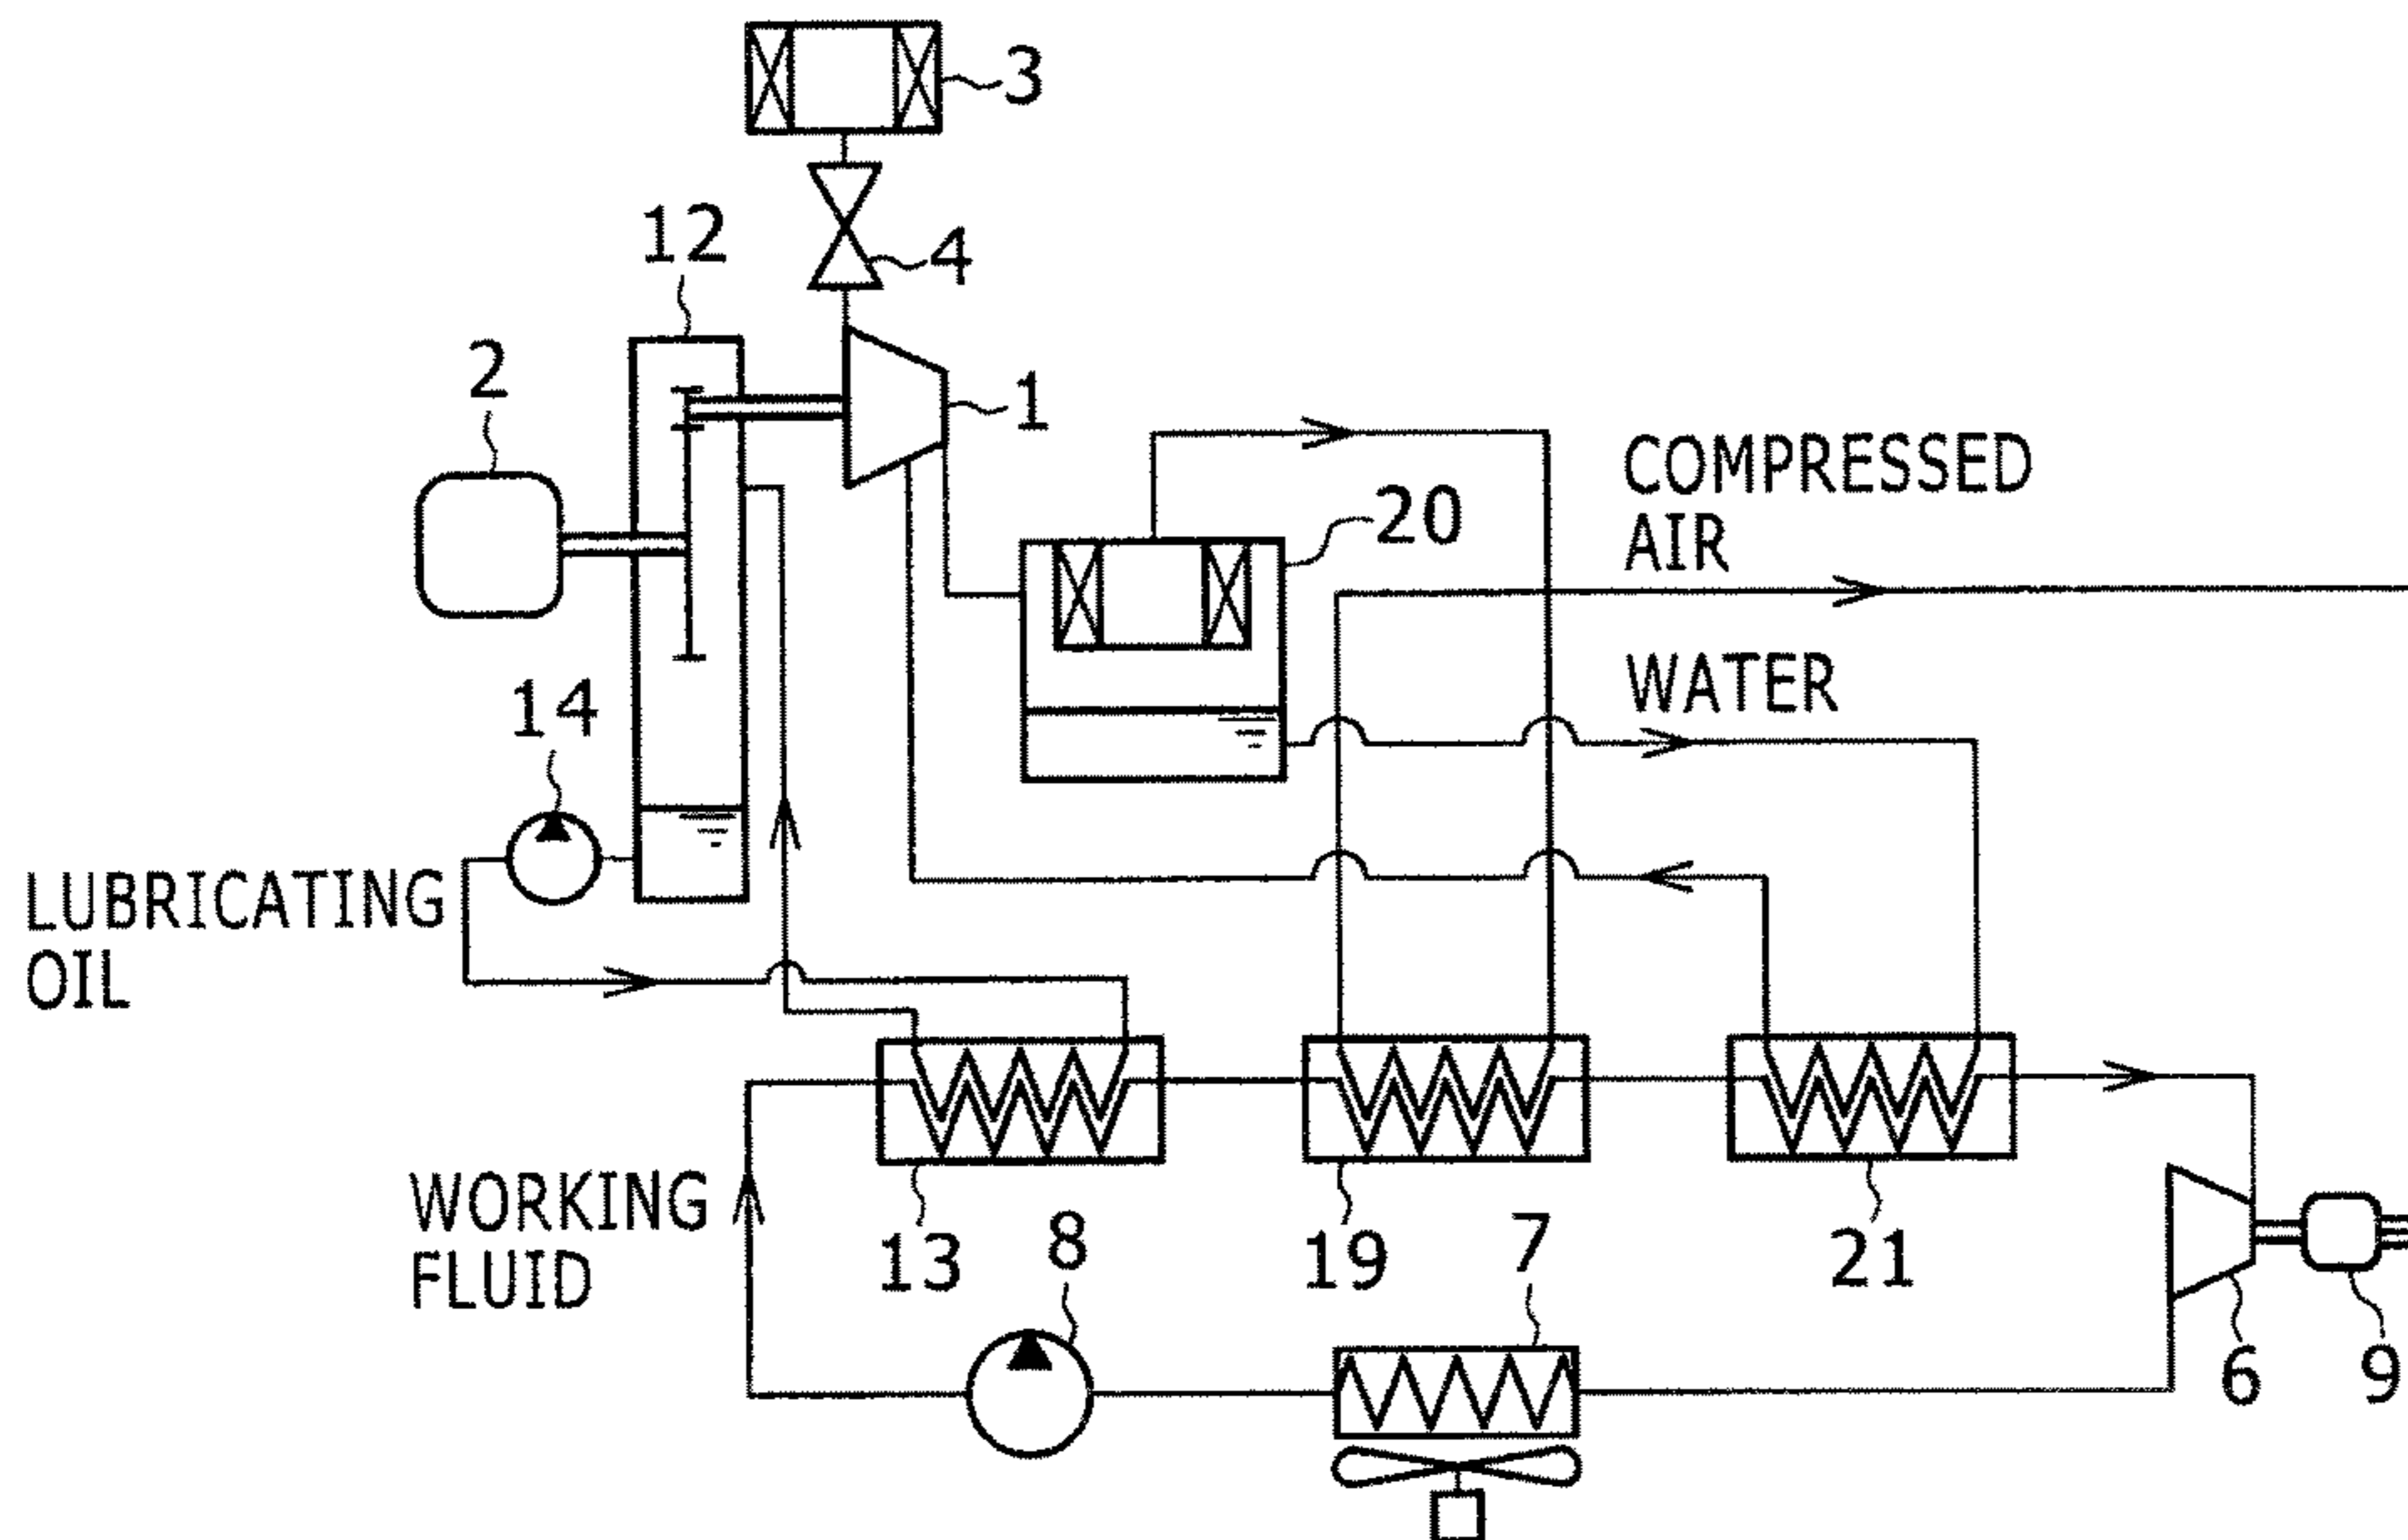 3
12
4
2
1
COMPRESSED
AIR
20
WATER
14
LUBRICATING
OIL
WORKING
FLUID
13
8
19
7
21
6
9